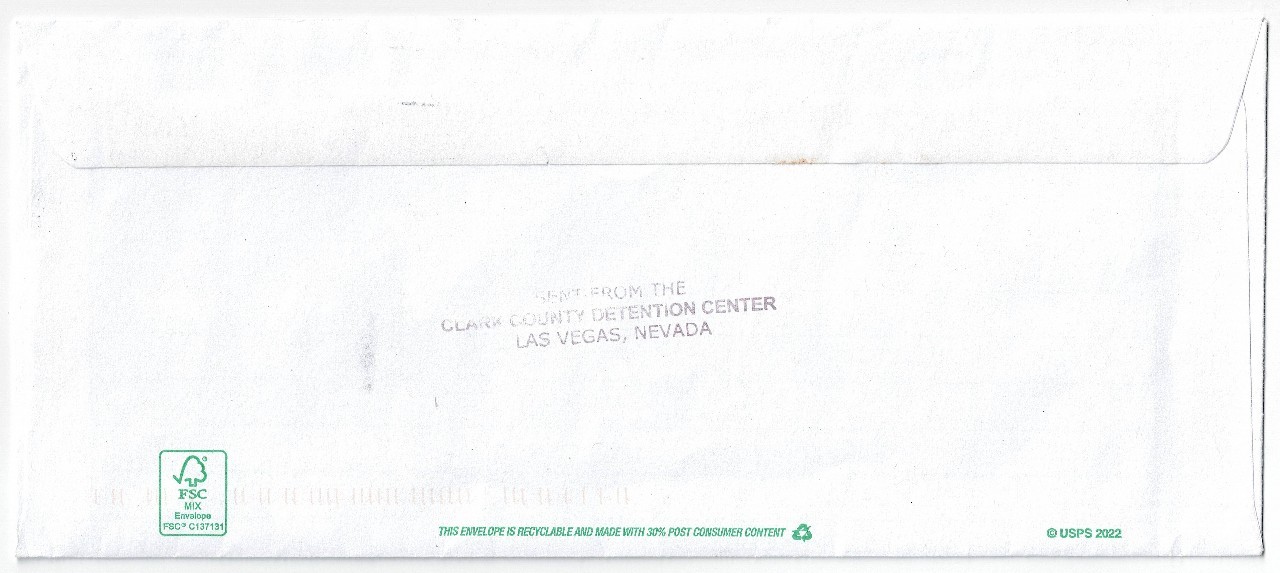 SENT FROM THE
CLARK COUNTY DETENTION CENTER
LAS VEGAS, NEVADA
FSC
MIX
Envelope
FSC® C137131
THIS ENVELOPE IS RECYCLABLE AND MADE WITH 30% POST CONSUMER CONTENT
© USPS 2022